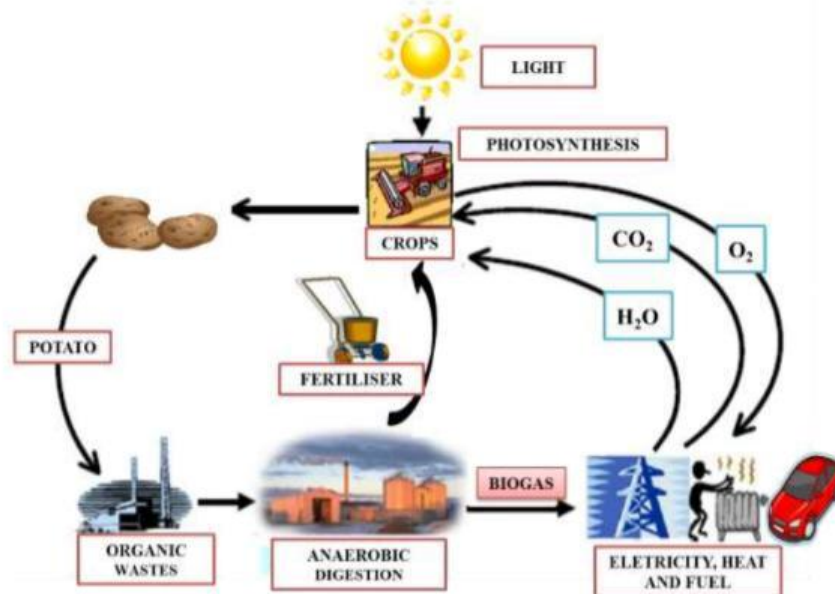 LIGHT
PHOTOSYNTHESIS
CROPS
CO₂
O₂
H₂O
POTATO
FERTILISER
BIOGAS
ORGANIC
WASTES
ANAEROBIC
DIGESTION
ELETRICITY, HEAT
AND FUEL